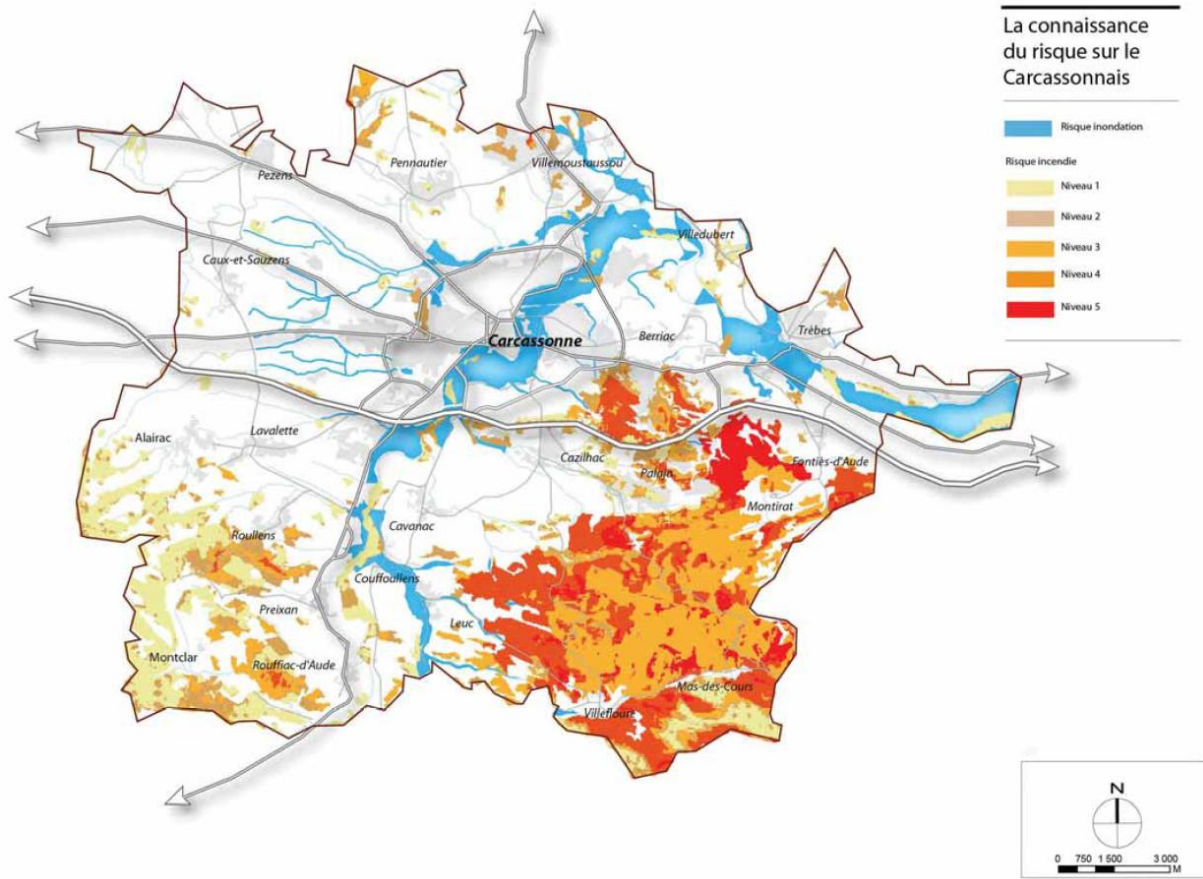 La connaissance
du risque sur le
Carcassonnais
Risque inondation
Risque incendie
Niveau 1
Niveau 2
Niveau 3
Niveau 4
Niveau 5
Pennautier
Villemoustaussou
Pezens
Villedubert
Caux-et-Sauzens
Trèbes
Berriac
Carcassonne
Lavalette
Alairac
Cazilhac
Palaja
Fontiès-d'Aude
Montirat
Cavanac
Roullens
Couffoullens
Preixan
Leuc
Montclar
Rouffiac-d'Aude
Mas-des-Cours
Villefloure
N
0 750 1 500 3 000
M